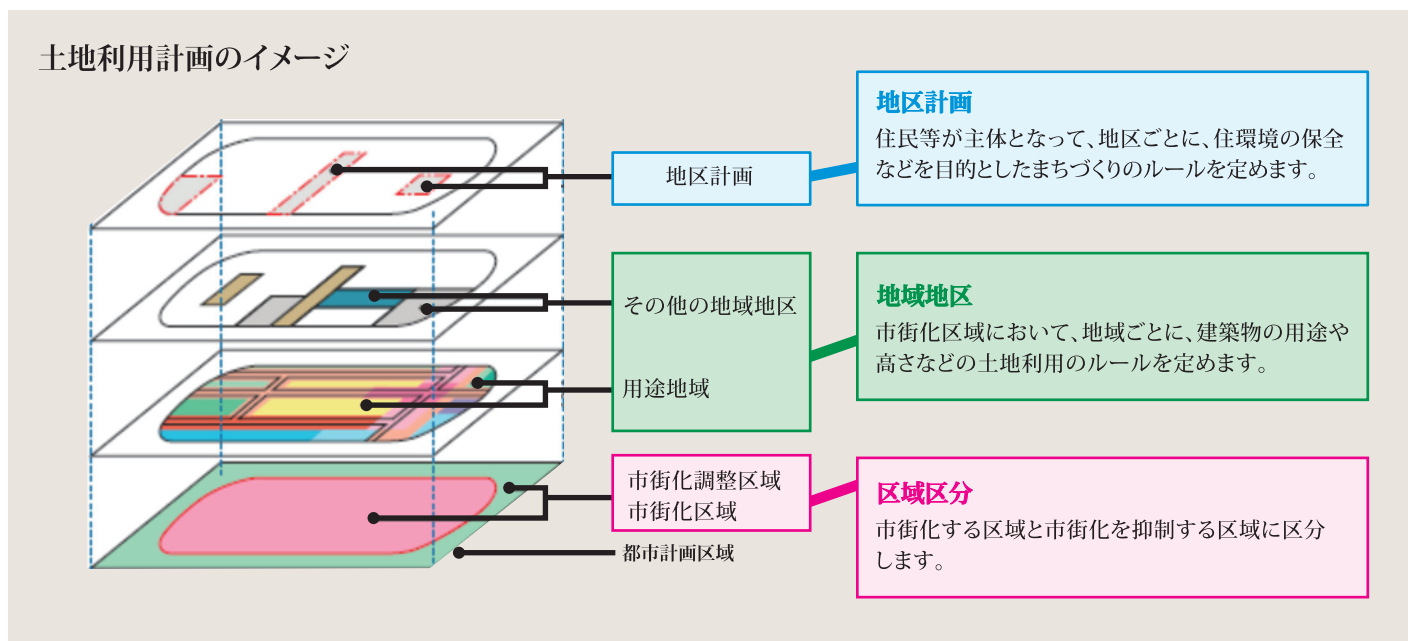 土地利用計画のイメージ
地区計画
地区計画
住民等が主体となって、地区ごとに、住環境の保全
などを目的としたまちづくりのルールを定めます。
その他の地域地区
用途地域
地域地区
市街化区域において、地域ごとに、建築物の用途や
高さなどの土地利用のルールを定めます。
市街化調整区域
市街化区域
都市計画区域
区域区分
市街化する区域と市街化を抑制する区域に区分
します。